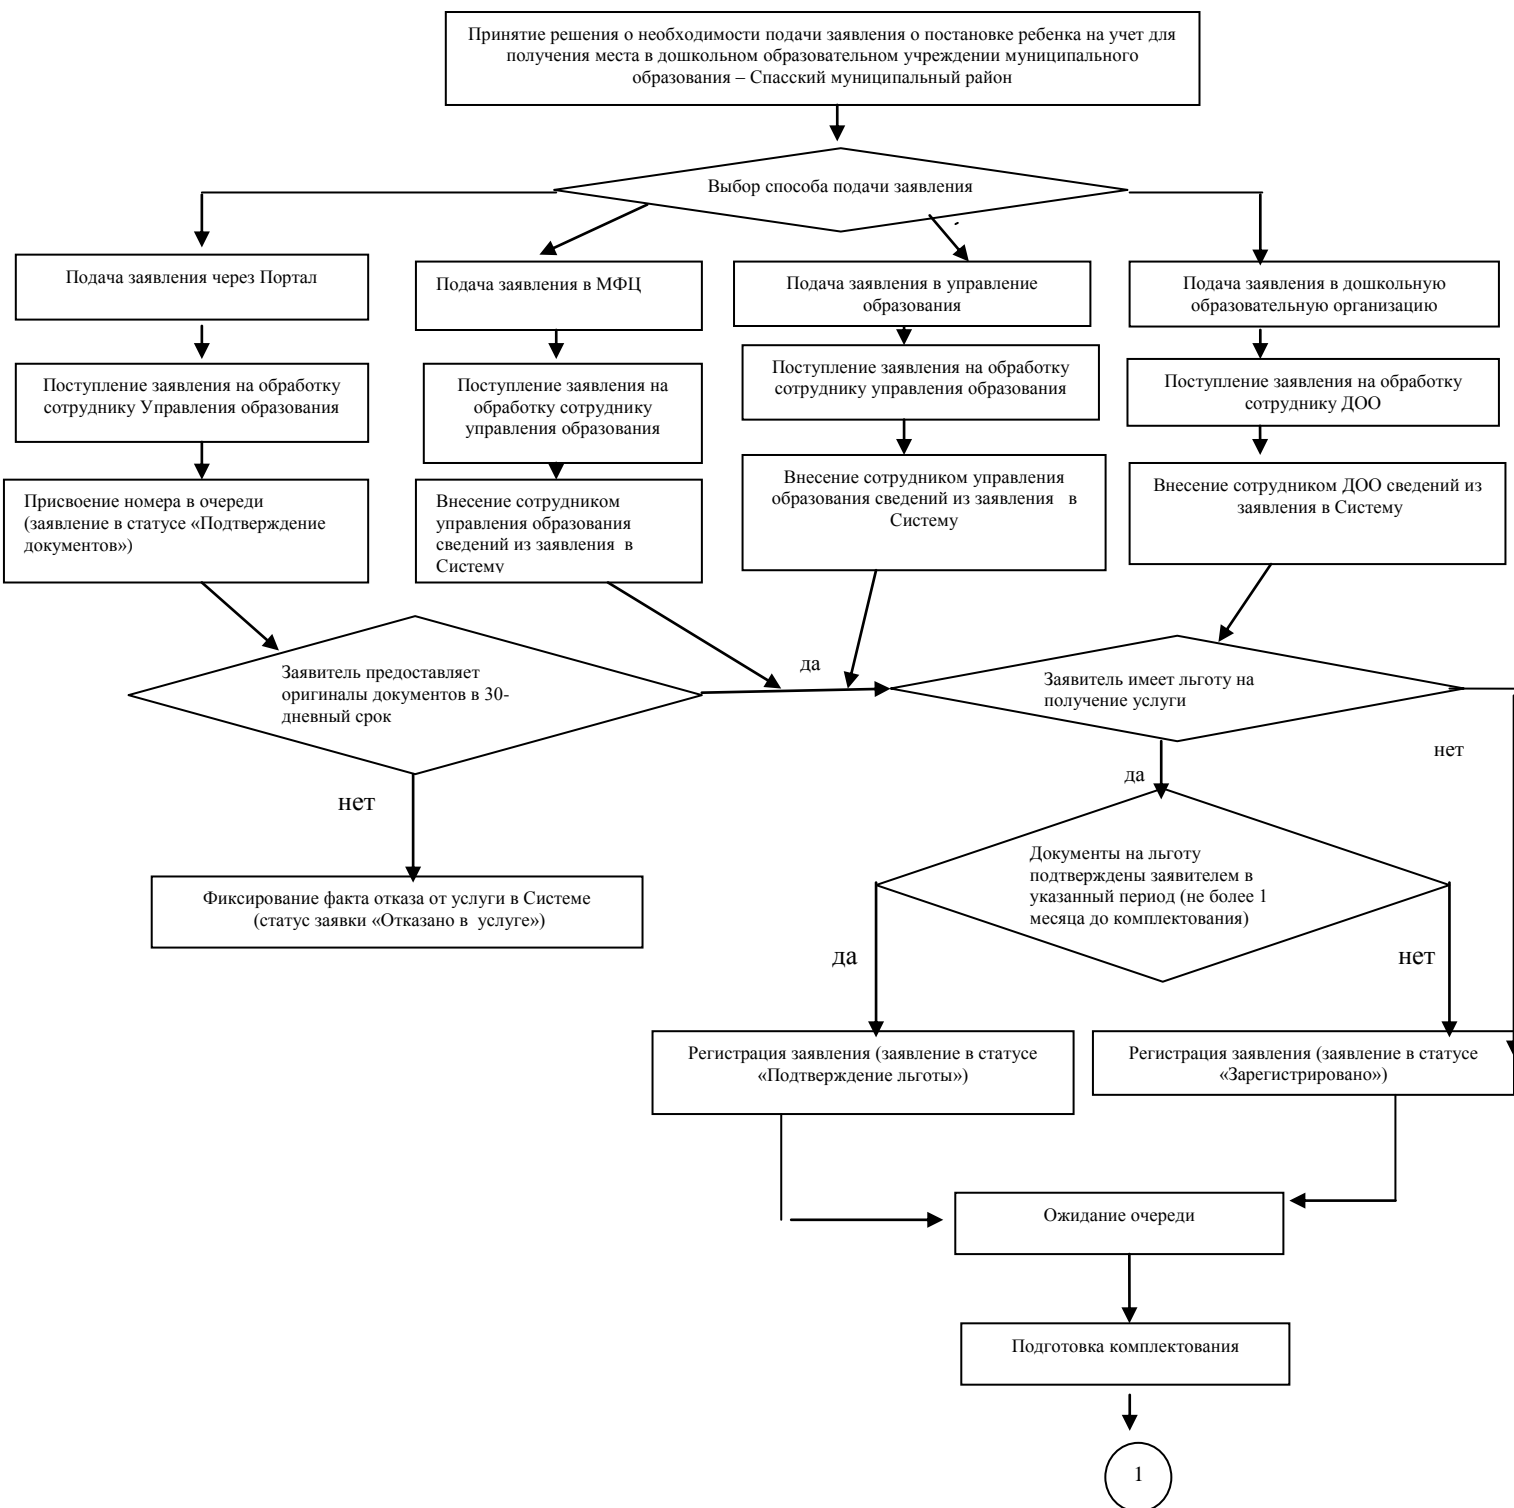 Принятие решения о необходимости подачи заявления о постановке ребенка на учет для
получения места в дошкольном образовательном учреждении муниципального
образования – Спасский муниципальный район
Выбор способа подачи заявления
Подача заявления через Портал
Подача заявления в МФЦ
Подача заявления в управление
образования
Подача заявления в дошкольную
образовательную организацию
Поступление заявления на обработку
сотруднику Управления образования
Поступление заявления на
обработку сотруднику
управления образования
Поступление заявления на обработку
сотруднику управления образования
Поступление заявления на обработку
сотруднику ДОО
Присвоение номера в очереди
(заявление в статусе «Подтверждение
документов»)
Внесение сотрудником
управления образования
сведений из заявления в
Систему
Внесение сотрудником управления
образования сведений из заявления в
Систему
Внесение сотрудником ДОО сведений из
заявления в Систему
Заявитель предоставляет
оригиналы документов в 30-
дневный срок
да
Заявитель имеет льготу на
получение услуги
нет
да
нет
Документы на льготу
подтверждены заявителем в
указанный период (не более 1
месяца до комплектования)
Фиксирование факта отказа от услуги в Системе
(статус заявки «Отказано в услуге»)
да
нет
Регистрация заявления (заявление в статусе
«Подтверждение льготы»)
Регистрация заявления (заявление в статусе
«Зарегистрировано»)
Ожидание очереди
Подготовка комплектования
1